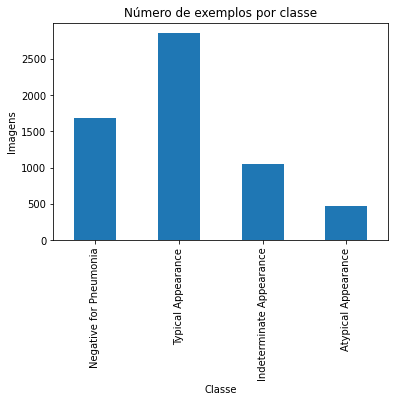 Número de exemplos por classe
Imagens
2500
2000
1500
1000
500
0
Negative for Pneumonia
Typical Appearance
Indeterminate Appearance
Atypical Appearance
Classe